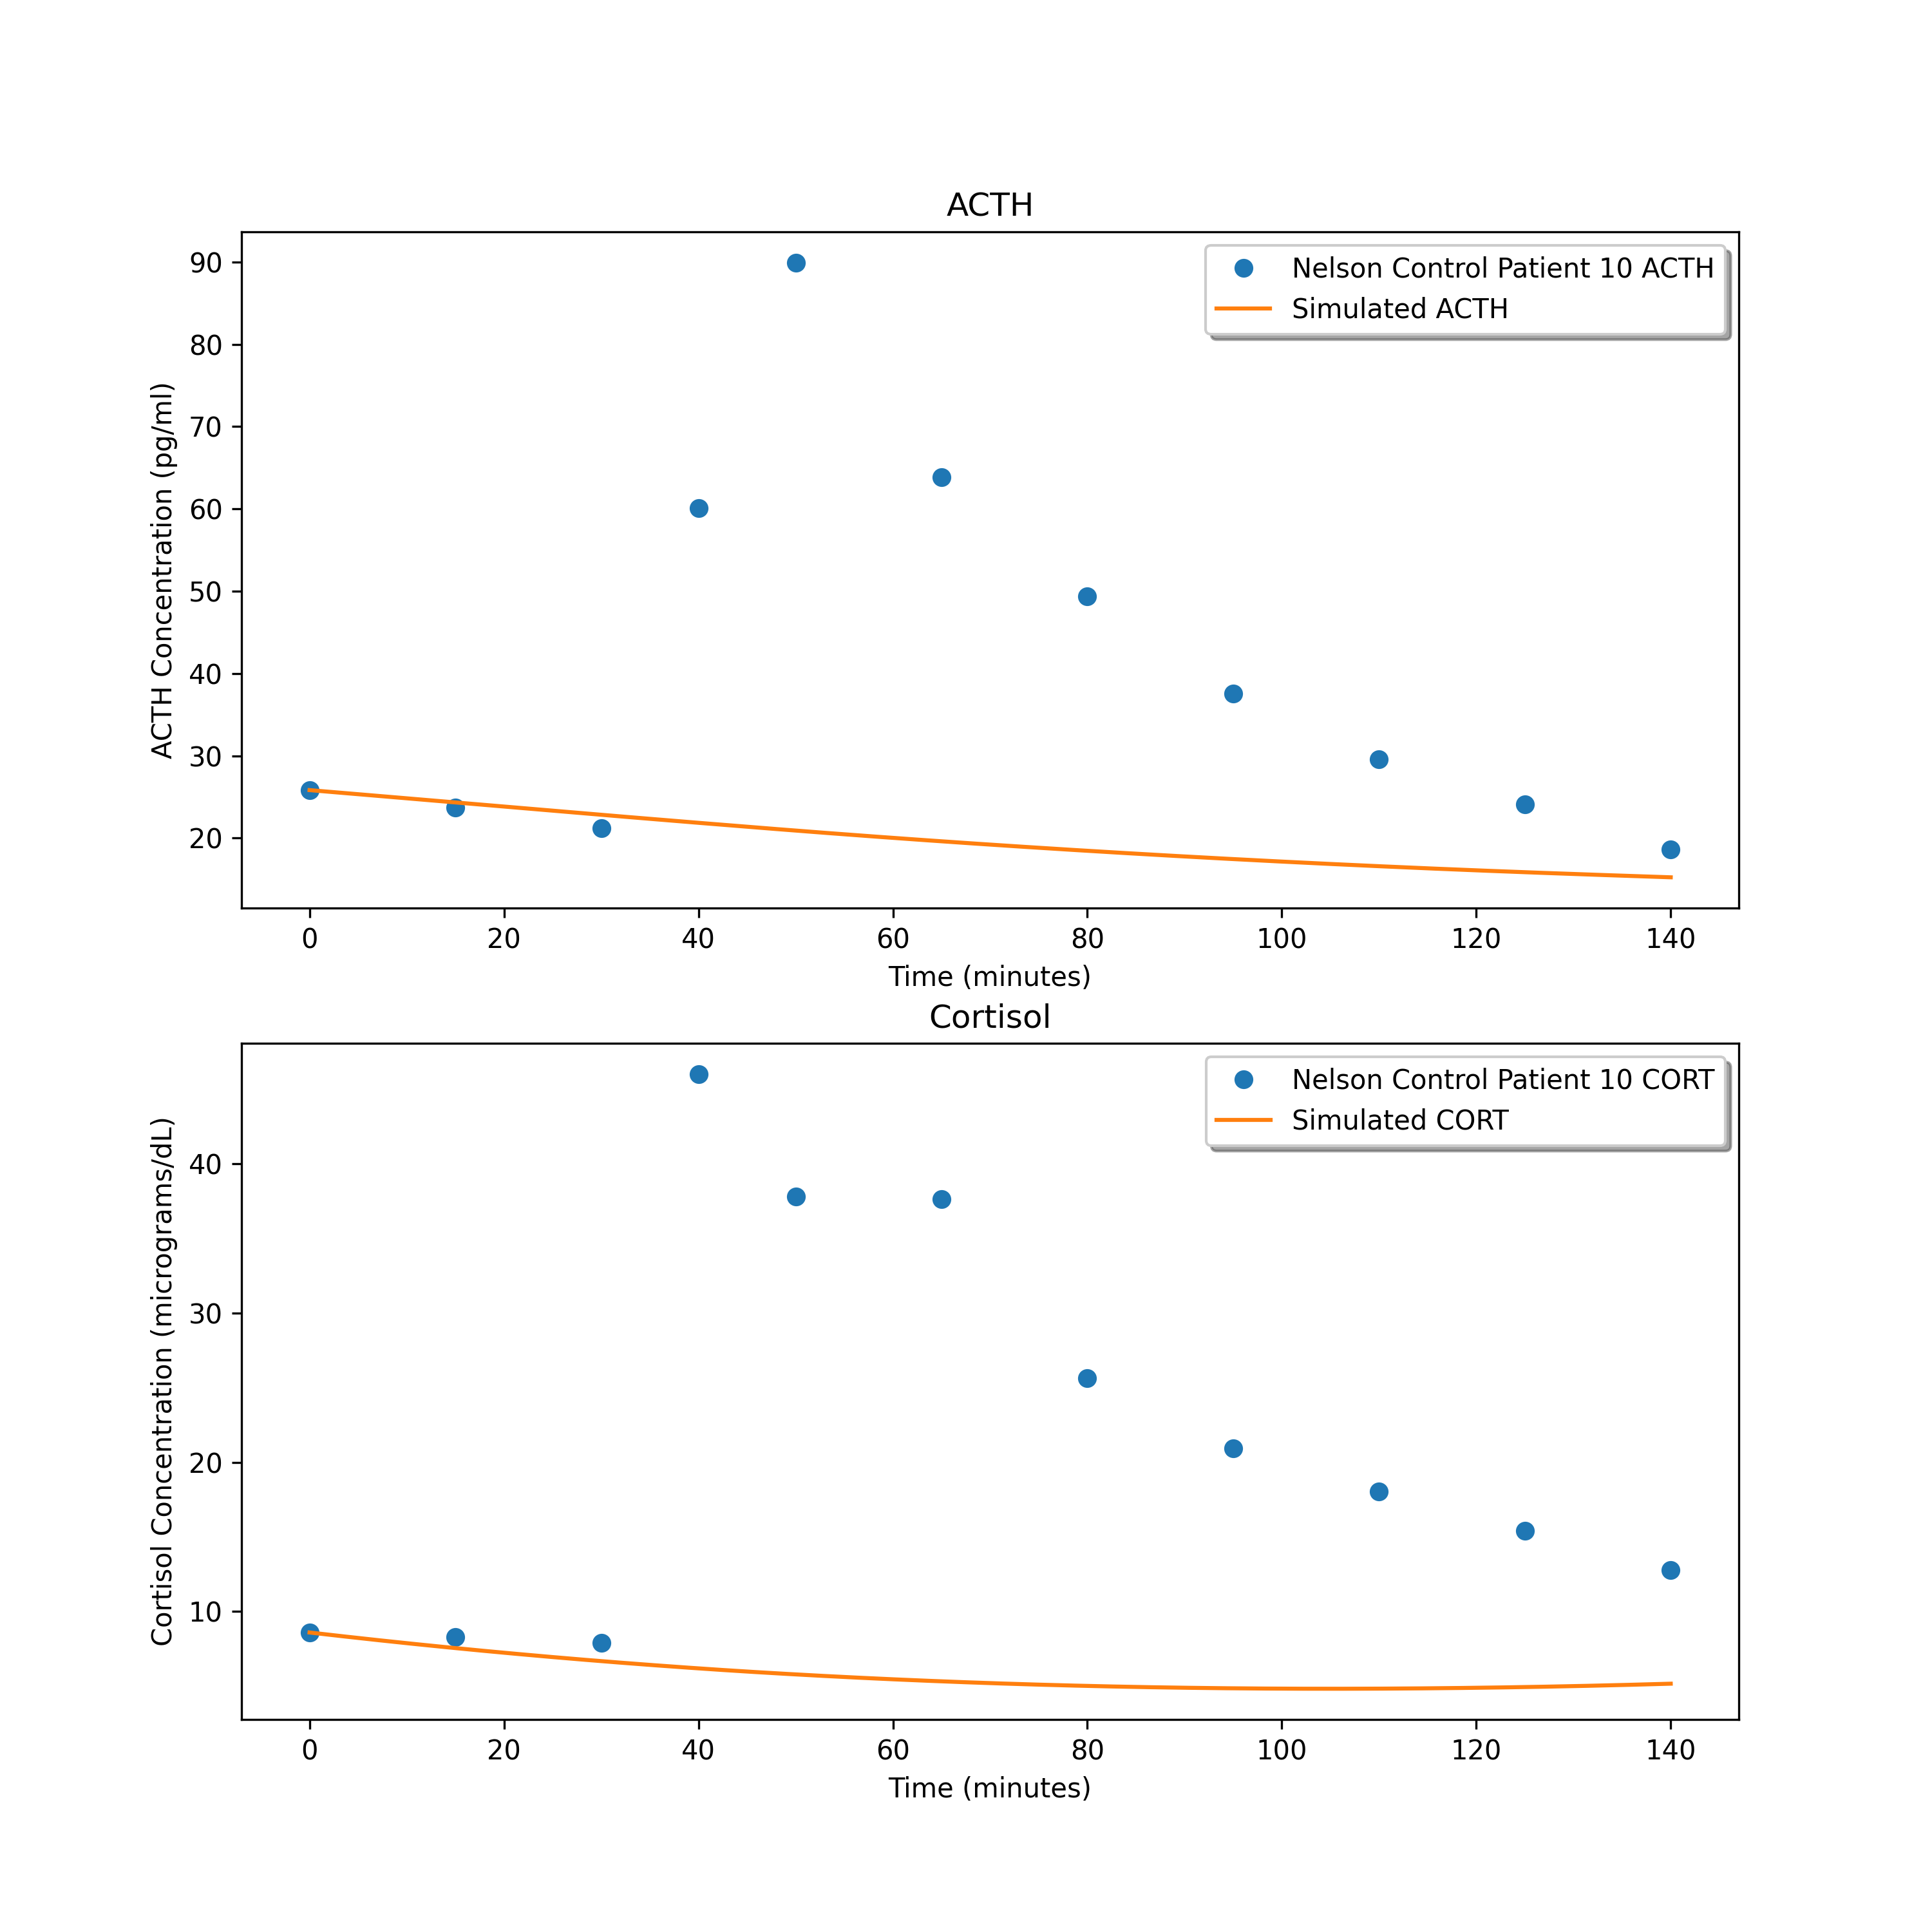 ACTH
Nelson Control Patient 10 ACTH
Simulated ACTH
ACTH Concentration (pg/ml)
90
80
70
60
50
40
30
20
0 20 40 60 80 100 120 140
Time (minutes)
Cortisol
Nelson Control Patient 10 CORT
Simulated CORT
Cortisol Concentration (micrograms/dL)
40
30
20
10
0 20 40 60 80 100 120 140
Time (minutes)